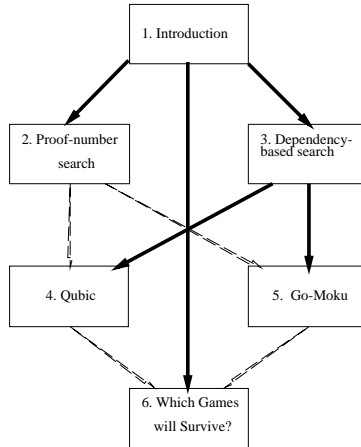 1. Introduction
2. Proof-number
search
3. Dependency-
based search
4. Qubic
5. Go-Moku
6. Which Games
will Survive?